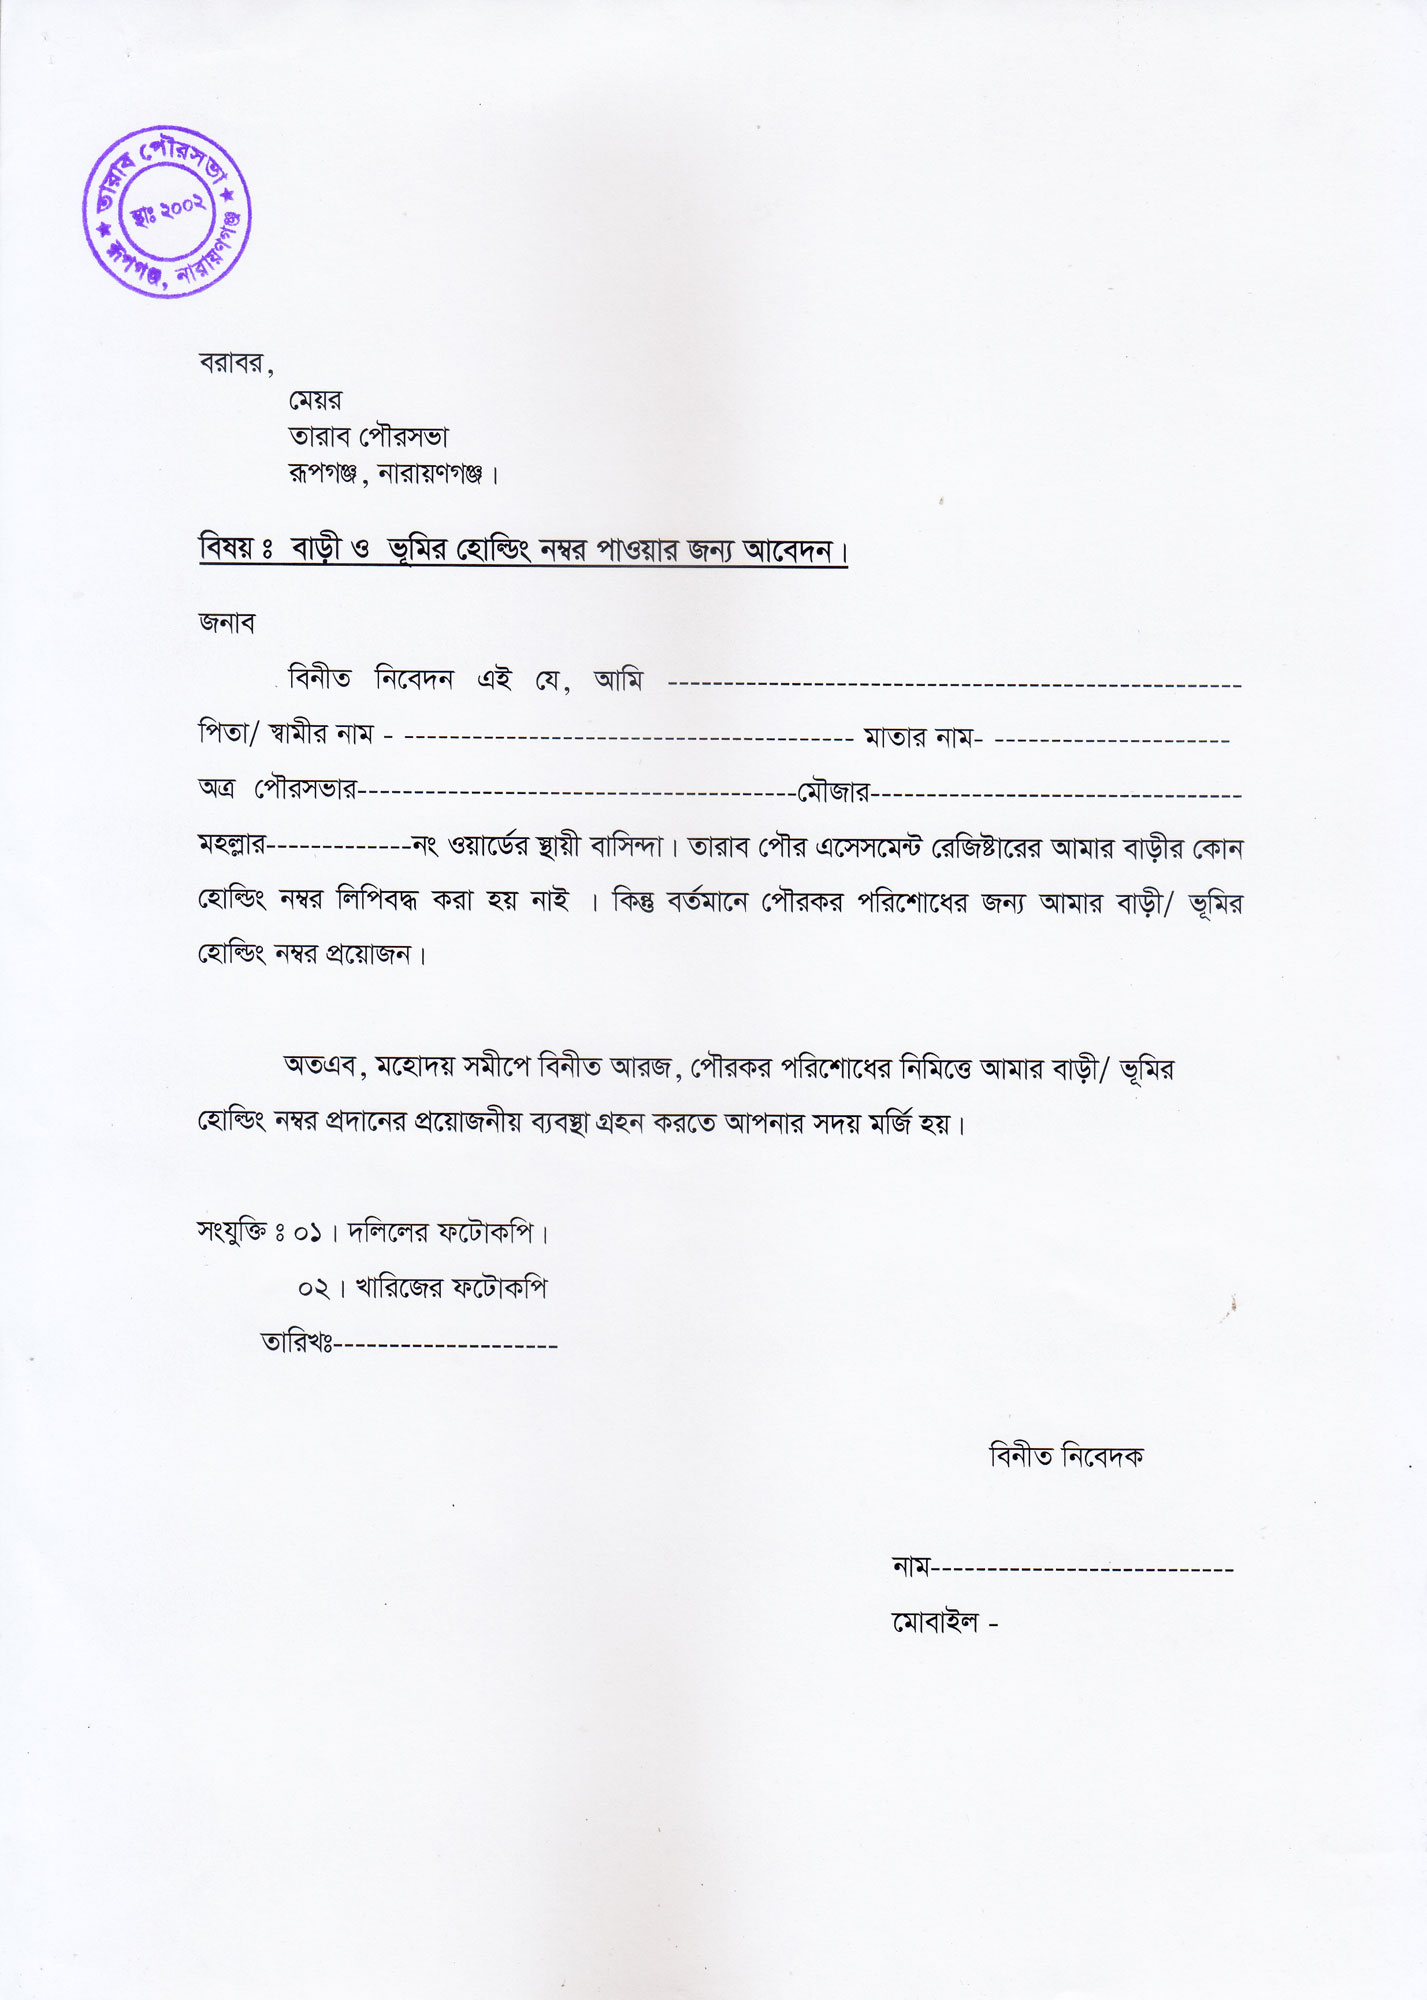 তারাব পৌরসভা
স্থাঃ ২০০২
রূপগঞ্জ, নারায়ণগঞ্জ
বরাবর,
মেয়র
তারাব পৌরসভা
রূপগঞ্জ, নারায়ণগঞ্জ।
বিষয় ঃ বাড়ী ও ভূমির হোল্ডিং নম্বর পাওয়ার জন্য আবেদন।
জনাব
বিনীত নিবেদন এই যে, আমি ---------------------------------------------------
পিতা/ স্বামীর নাম - ---------------------------------------- মাতার নাম- ---------------------
অত্র পৌরসভার---------------------------------------মৌজার---------------------------------
মহল্লার-------------নং ওয়ার্ডের স্থায়ী বাসিন্দা। তারাব পৌর এসেসমেন্ট রেজিষ্টারের আমার বাড়ীর কোন
হোল্ডিং নম্বর লিপিবদ্ধ করা হয় নাই । কিন্তু বর্তমানে পৌরকর পরিশোধের জন্য আমার বাড়ী/ ভূমির
হোল্ডিং নম্বর প্রয়োজন।
অতএব, মহোদয় সমীপে বিনীত আরজ, পৌরকর পরিশোধের নিমিত্তে আমার বাড়ী/ ভূমির
হোল্ডিং নম্বর প্রদানের প্রয়োজনীয় ব্যবস্থা গ্রহন করতে আপনার সদয় মর্জি হয়।
সংযুক্তি ঃ ০১। দলিলের ফটোকপি।
০২। খারিজের ফটোকপি
তারিখঃ--------------------
বিনীত নিবেদক
নাম---------------------------
মোবাইল -